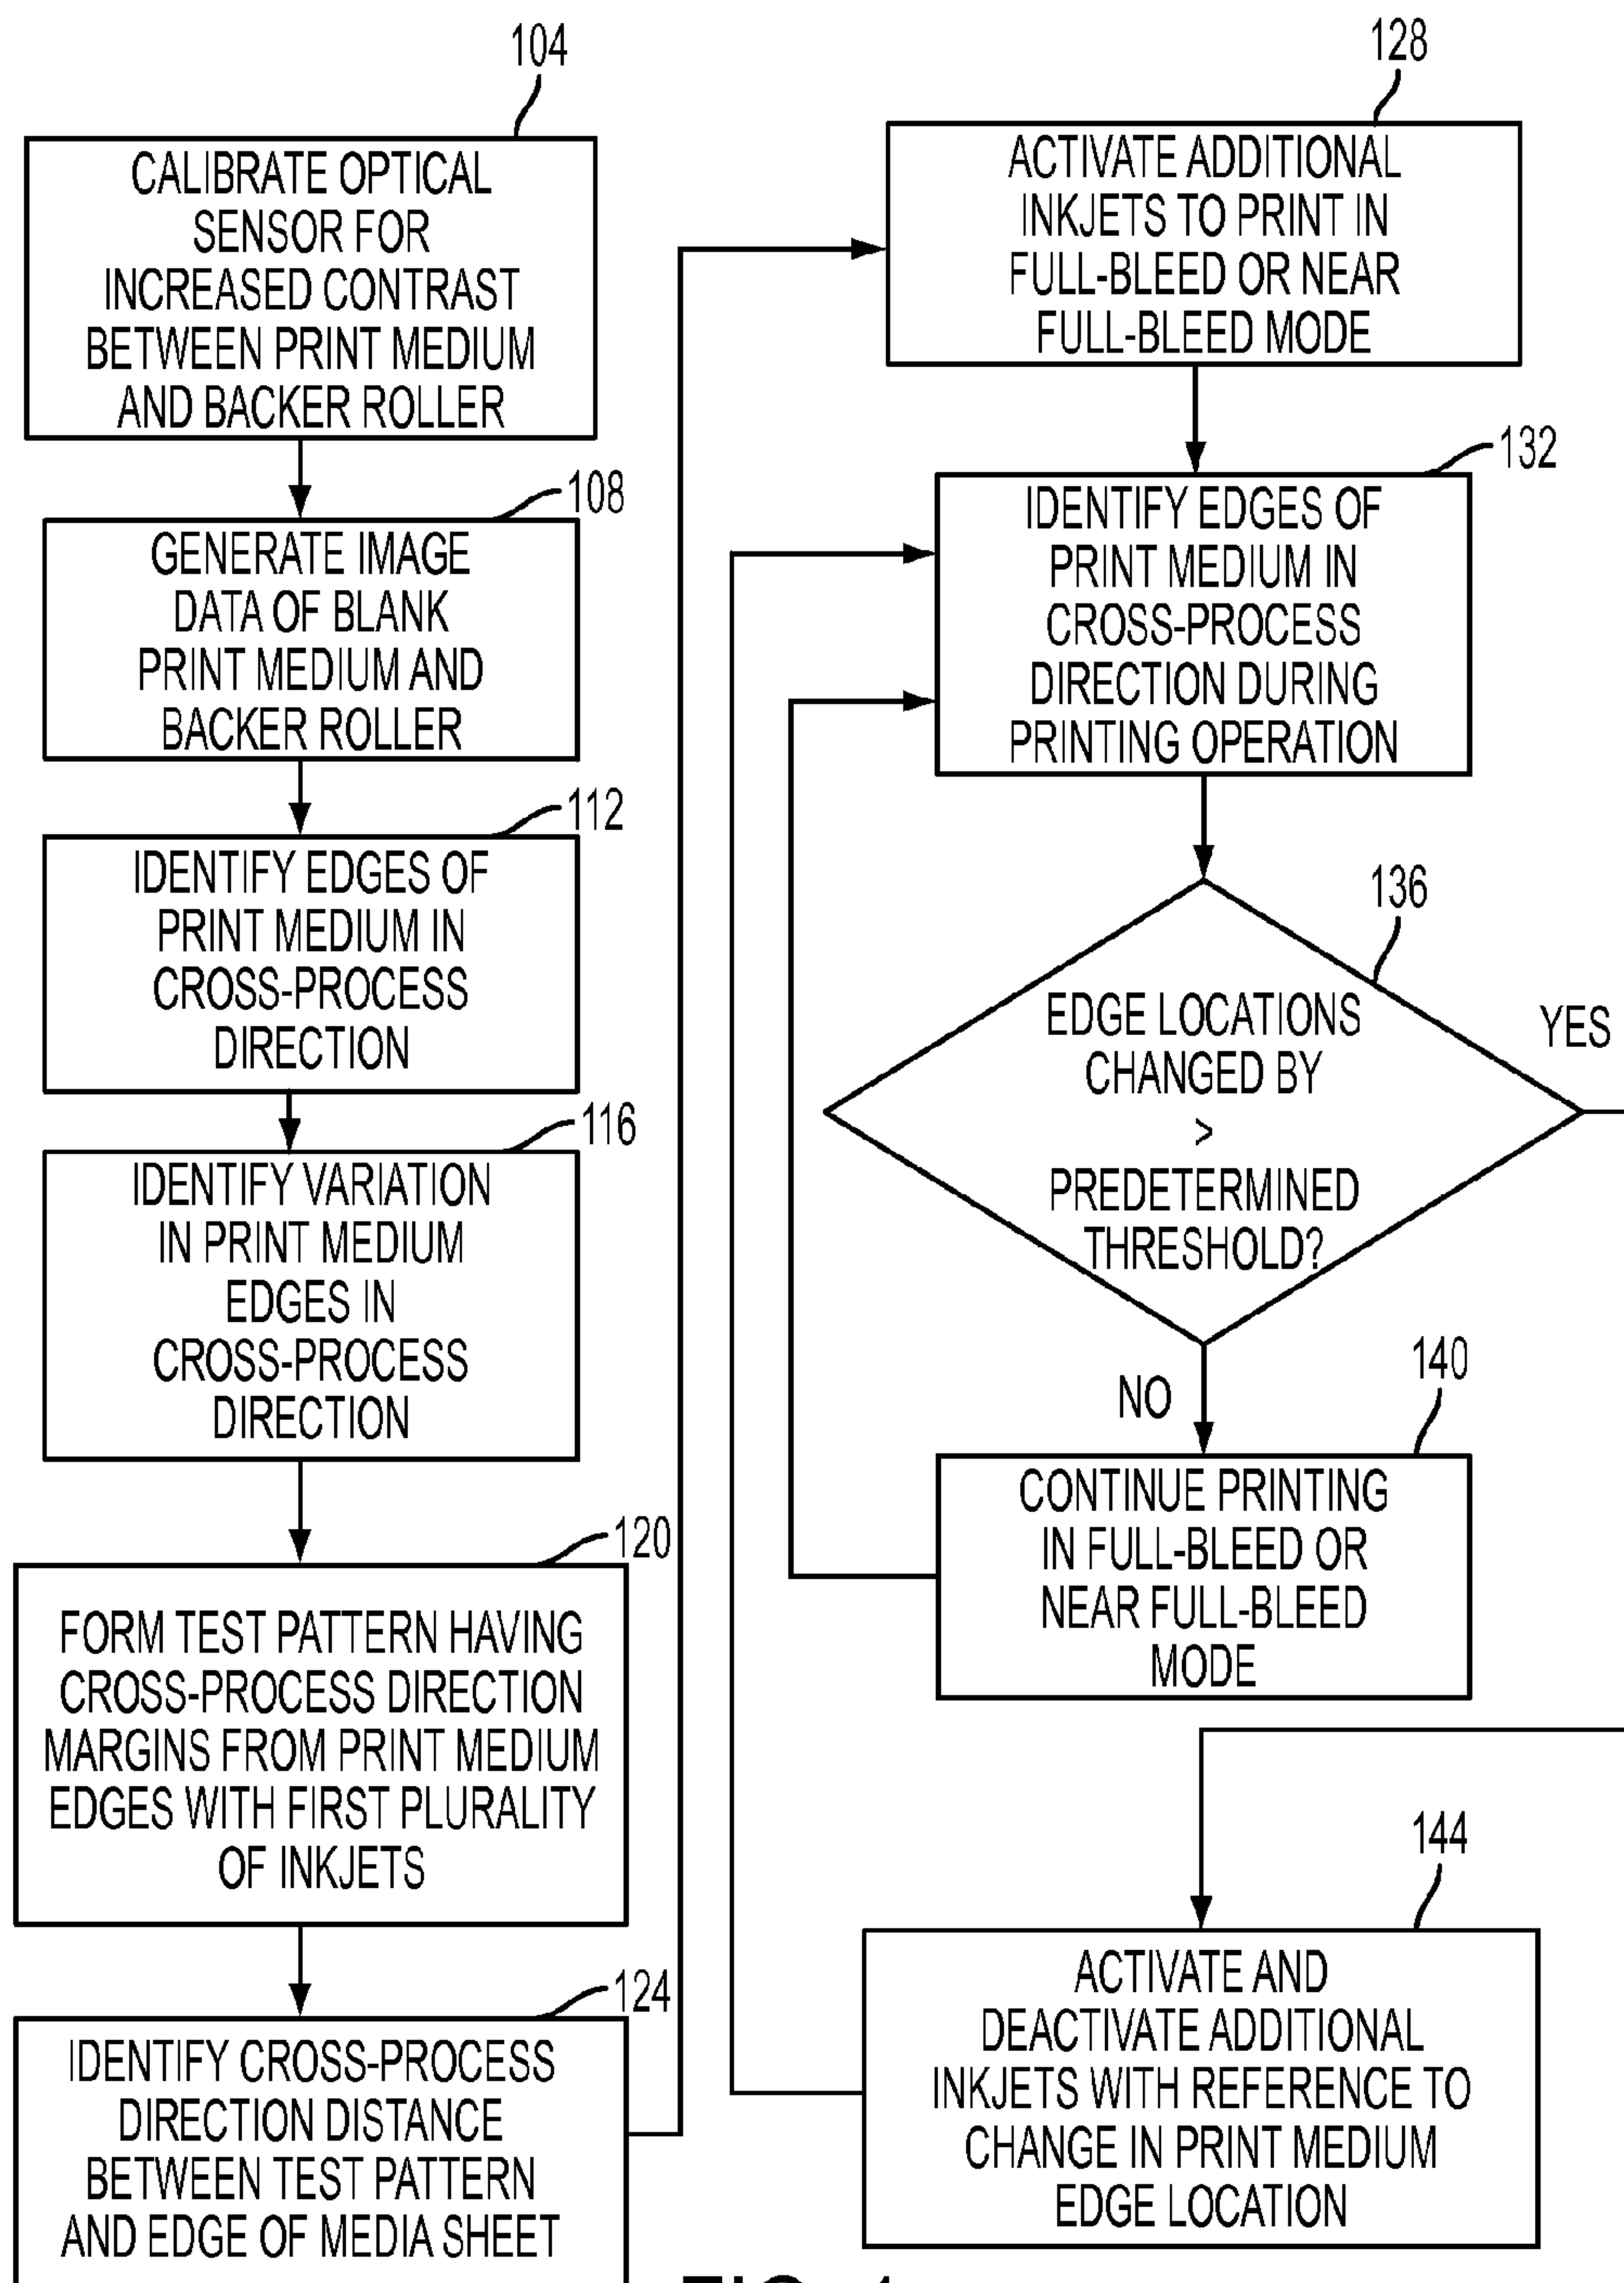 104
CALIBRATE OPTICAL
SENSOR FOR
INCREASED CONTRAST
BETWEEN PRINT MEDIUM
AND BACKER ROLLER
108
GENERATE IMAGE
DATA OF BLANK
PRINT MEDIUM AND
BACKER ROLLER
112
IDENTIFY EDGES OF
PRINT MEDIUM IN
CROSS-PROCESS
DIRECTION
116
IDENTIFY VARIATION
IN PRINT MEDIUM
EDGES IN
CROSS-PROCESS
DIRECTION
120
FORM TEST PATTERN HAVING
CROSS-PROCESS DIRECTION
MARGINS FROM PRINT MEDIUM
EDGES WITH FIRST PLURALITY
OF INKJETS
124
IDENTIFY CROSS-PROCESS
DIRECTION DISTANCE
BETWEEN TEST PATTERN
AND EDGE OF MEDIA SHEET
128
ACTIVATE ADDITIONAL
INKJETS TO PRINT IN
FULL-BLEED OR NEAR
FULL-BLEED MODE
132
IDENTIFY EDGES OF
PRINT MEDIUM IN
CROSS-PROCESS
DIRECTION DURING
PRINTING OPERATION
136
EDGE LOCATIONS
CHANGED BY
>
PREDETERMINED
THRESHOLD?
YES
NO
140
CONTINUE PRINTING
IN FULL-BLEED OR
NEAR FULL-BLEED
MODE
144
ACTIVATE AND
DEACTIVATE ADDITIONAL
INKJETS WITH REFERENCE TO
CHANGE IN PRINT MEDIUM
EDGE LOCATION